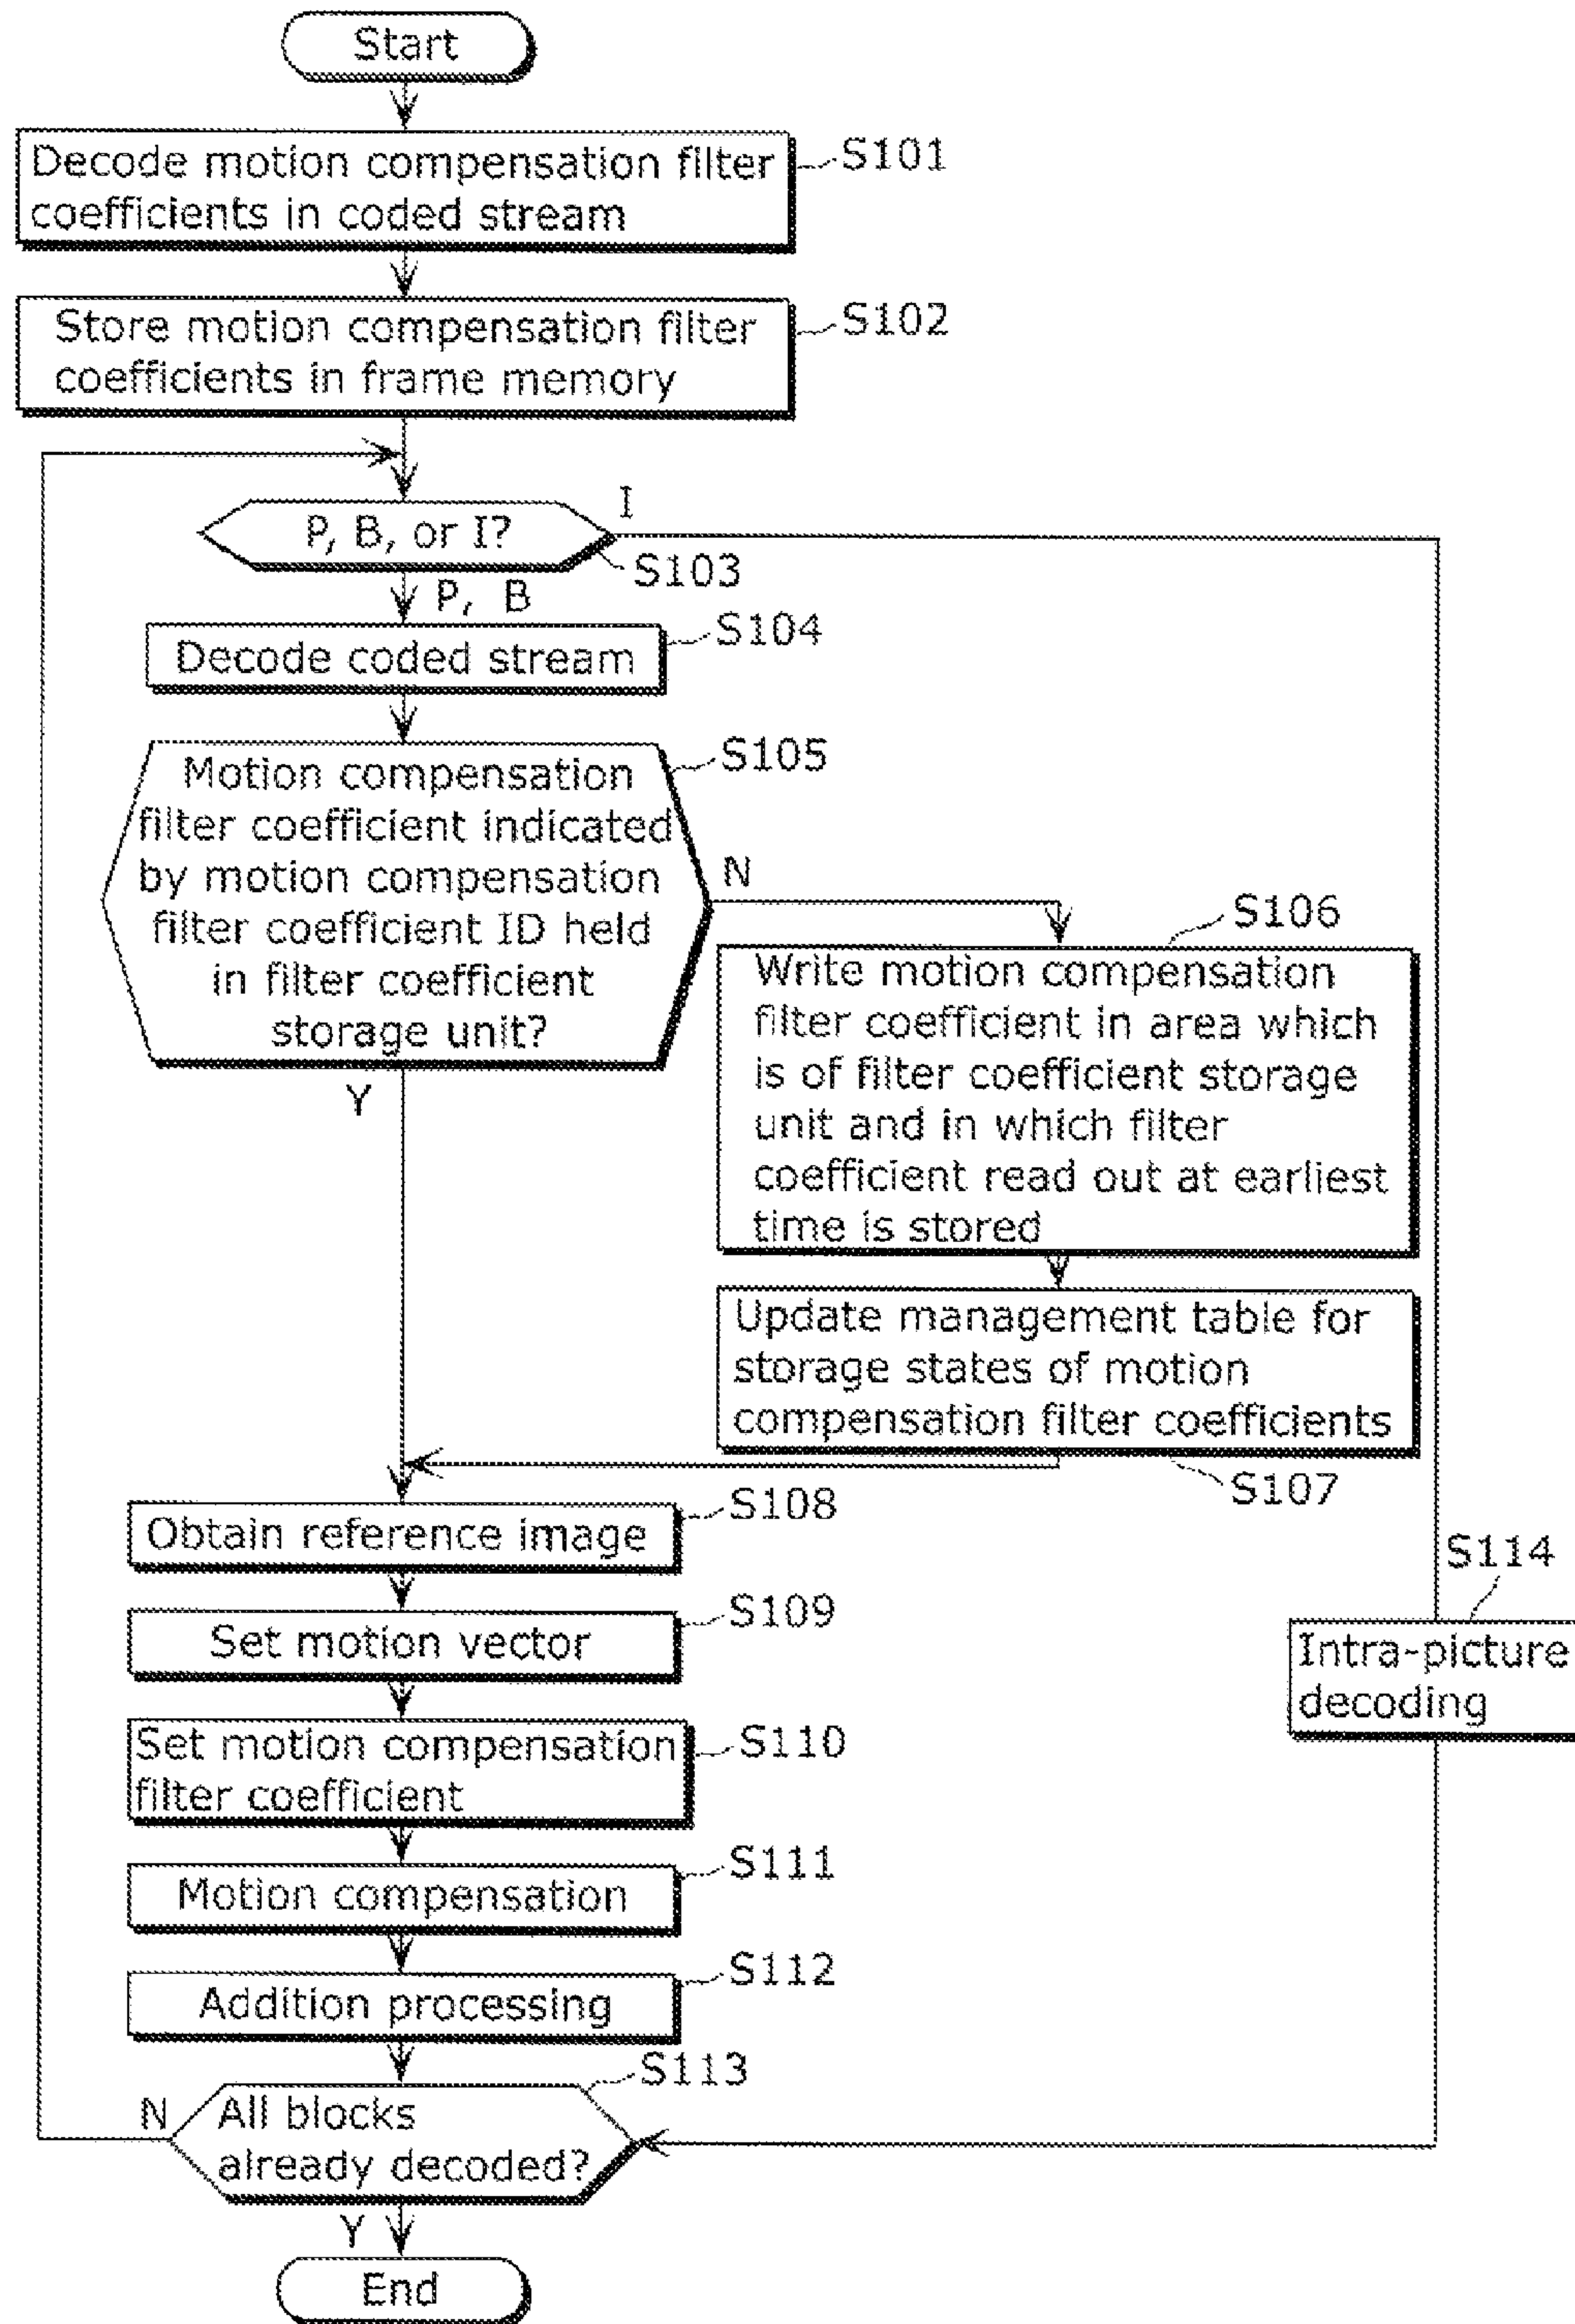 Start
Decode motion compensation filter
coefficients in coded stream
S101
Store motion compensation filter
coefficients in frame memory
S102
P, B, or I?
I
S103
P, B
Decode coded stream
S104
Motion compensation
filter coefficient indicated
by motion compensation
filter coefficient ID held
in filter coefficient
storage unit?
S105
N
Y
S106
Write motion compensation
filter coefficient in area which
is of filter coefficient storage
unit and in which filter
coefficient read out at earliest
time is stored
Update management table for
storage states of motion
compensation filter coefficients
S107
Obtain reference image
S108
Set motion vector
S109
Set motion compensation
filter coefficient
S110
Motion compensation
S111
Addition processing
S112
S114
Intra-picture
decoding
All blocks
already decoded?
S113
N
Y
End